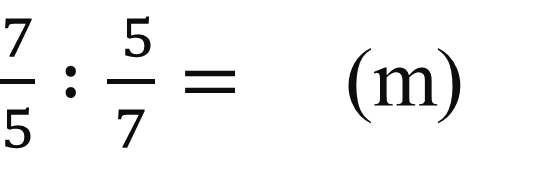 7/5 : 5/7 = (m)